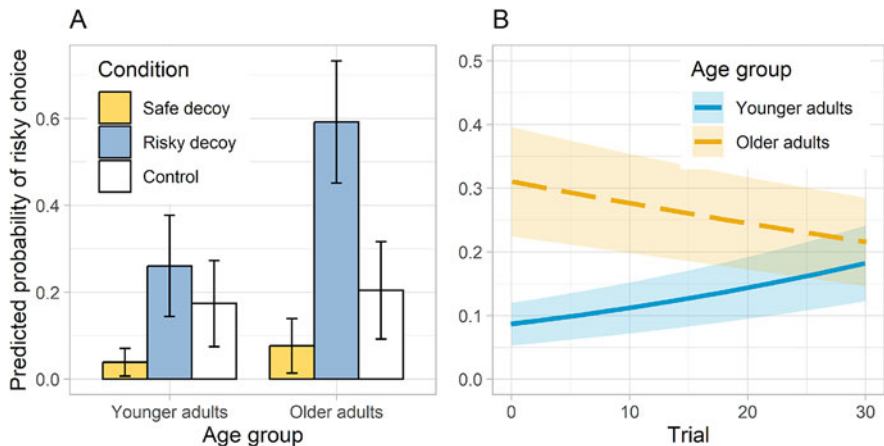 A
Predicted probability of risky choice
0.6
0.4
0.2
0.0
Condition
Safe decoy
Risky decoy
Control
Younger adults
Older adults
Age group
B
0.5
0.4
0.3
0.2
0.1
0.0
Age group
Younger adults
Older adults
0
10
20
30
Trial